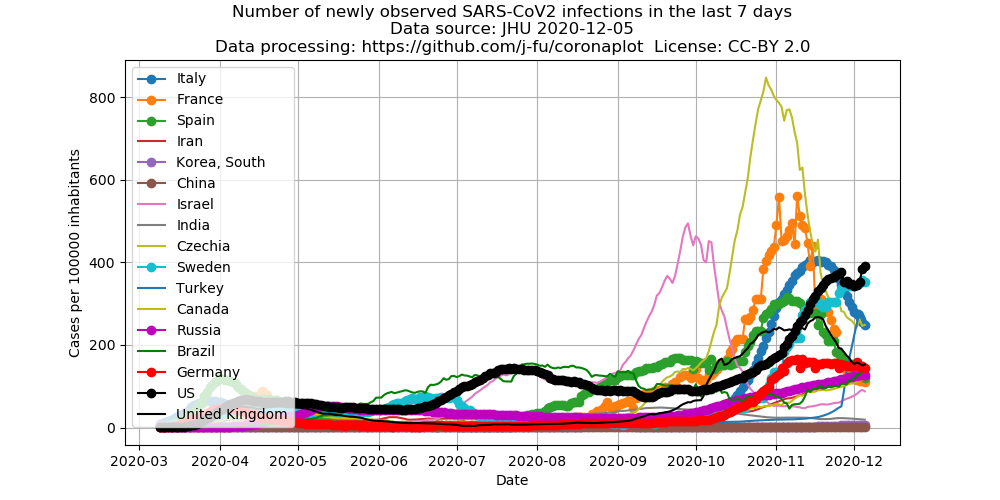 Number of newly observed SARS-CoV2 infections in the last 7 days
Data source: JHU 2020-12-05
Data processing: https://github.com/j-fu/coronaplot  License: CC-BY 2.0
Cases per 100000 inhabitants
800
600
400
200
0
Italy
France
Spain
Iran
Korea, South
China
Israel
India
Czechia
Sweden
Turkey
Canada
Russia
Brazil
Germany
US
United Kingdom
2020-03 2020-04 2020-05 2020-06 2020-07 2020-08 2020-09 2020-10 2020-11 2020-12
Date